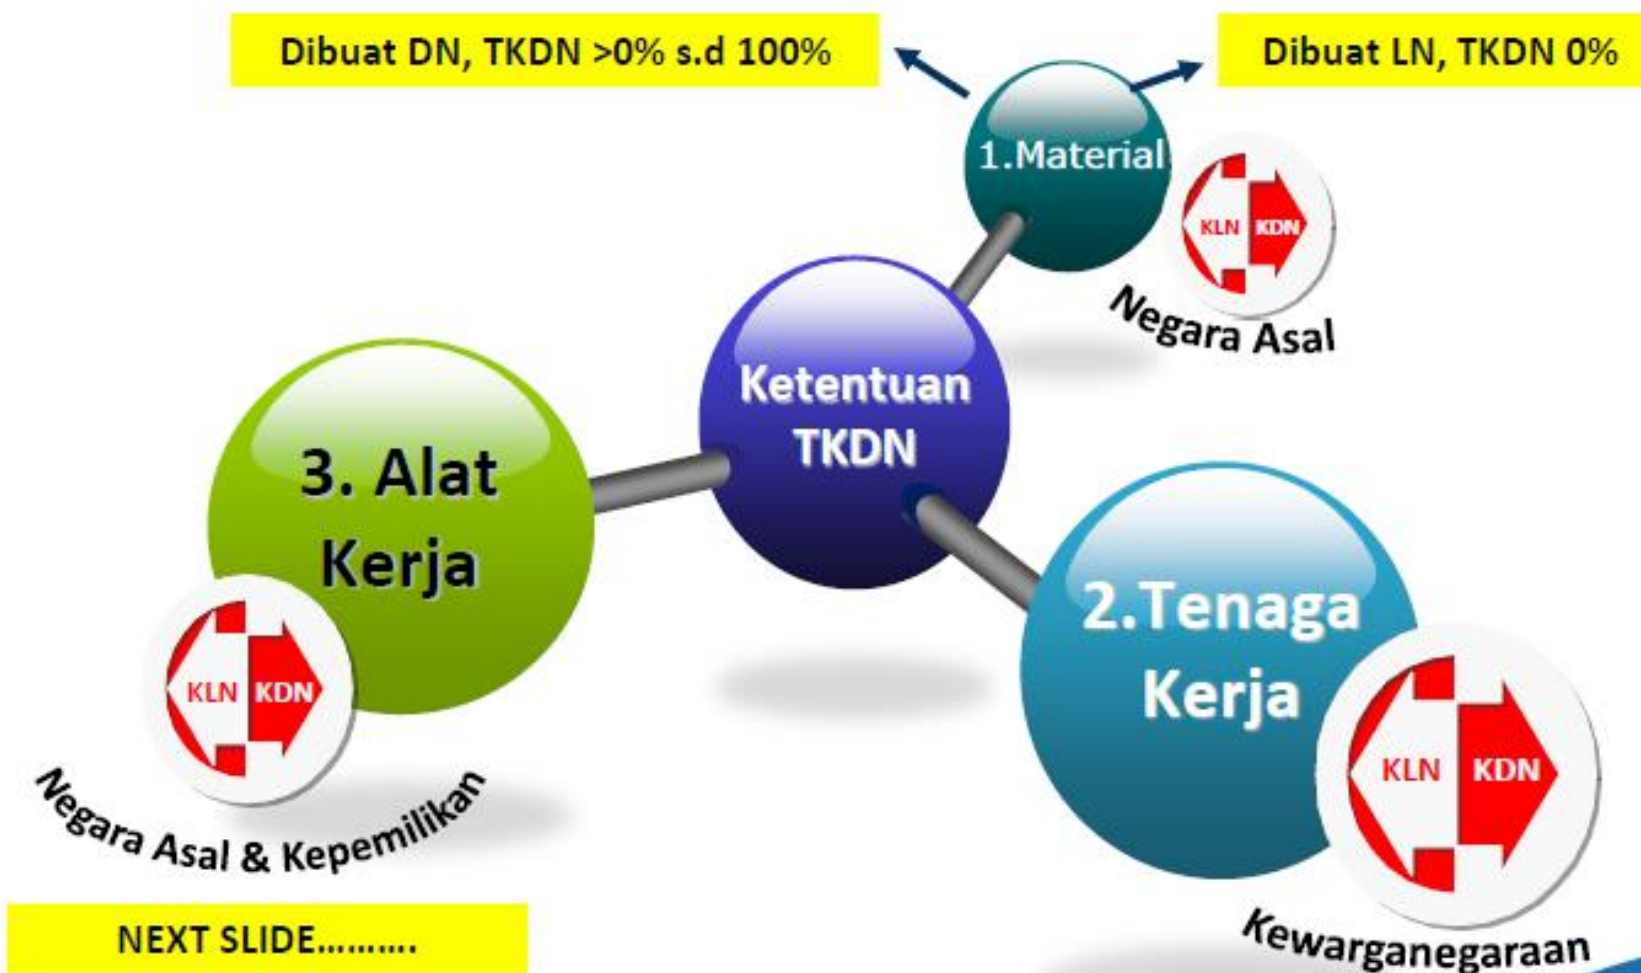 Dibuat DN, TKDN >0% s.d 100%
Dibuat LN, TKDN 0%
1.Material
KLN KDN
Negara Asal
Ketentuan
TKDN
3. Alat
Kerja
KLN KDN
Negara Asal & Kepemilikan
2.Tenaga
Kerja
KLN KDN
Kewarganegaraan
NEXT SLIDE..........